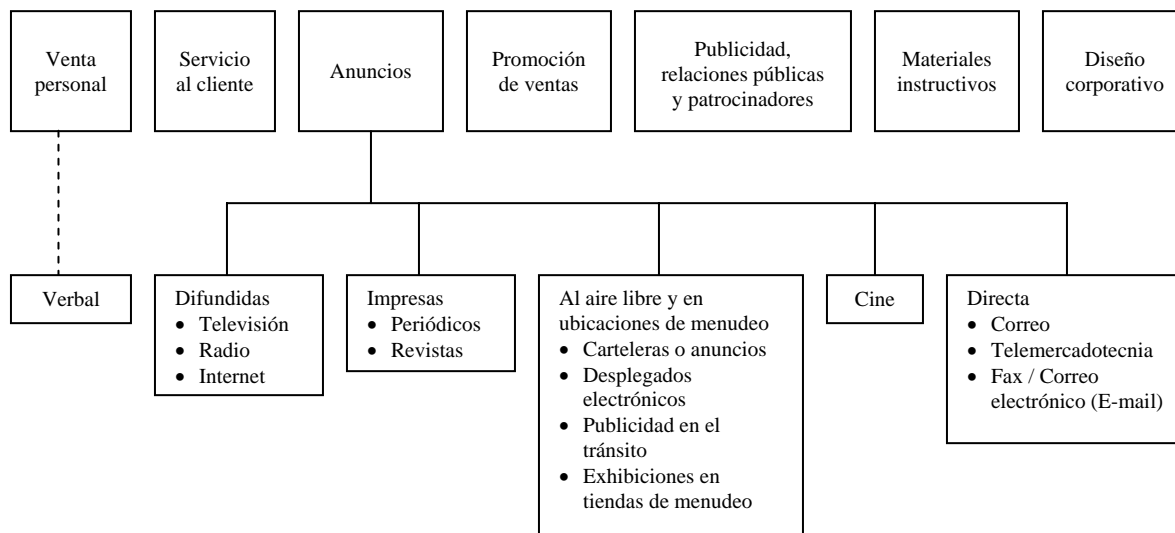 Venta
personal
Servicio
al cliente
Anuncios
Promoción
de ventas
Publicidad,
relaciones públicas
y patrocinadores
Materiales
instructivos
Diseño
corporativo
Verbal
Difundidas
• Televisión
• Radio
• Internet
Impresas
• Periódicos
• Revistas
Al aire libre y en
ubicaciones de menudeo
• Carteleras o anuncios
• Desplegados
electrónicos
• Publicidad en el
tránsito
• Exhibiciones en
tiendas de menudeo
Cine
Directa
• Correo
• Telemercadotecnia
• Fax / Correo
electrónico (E-mail)